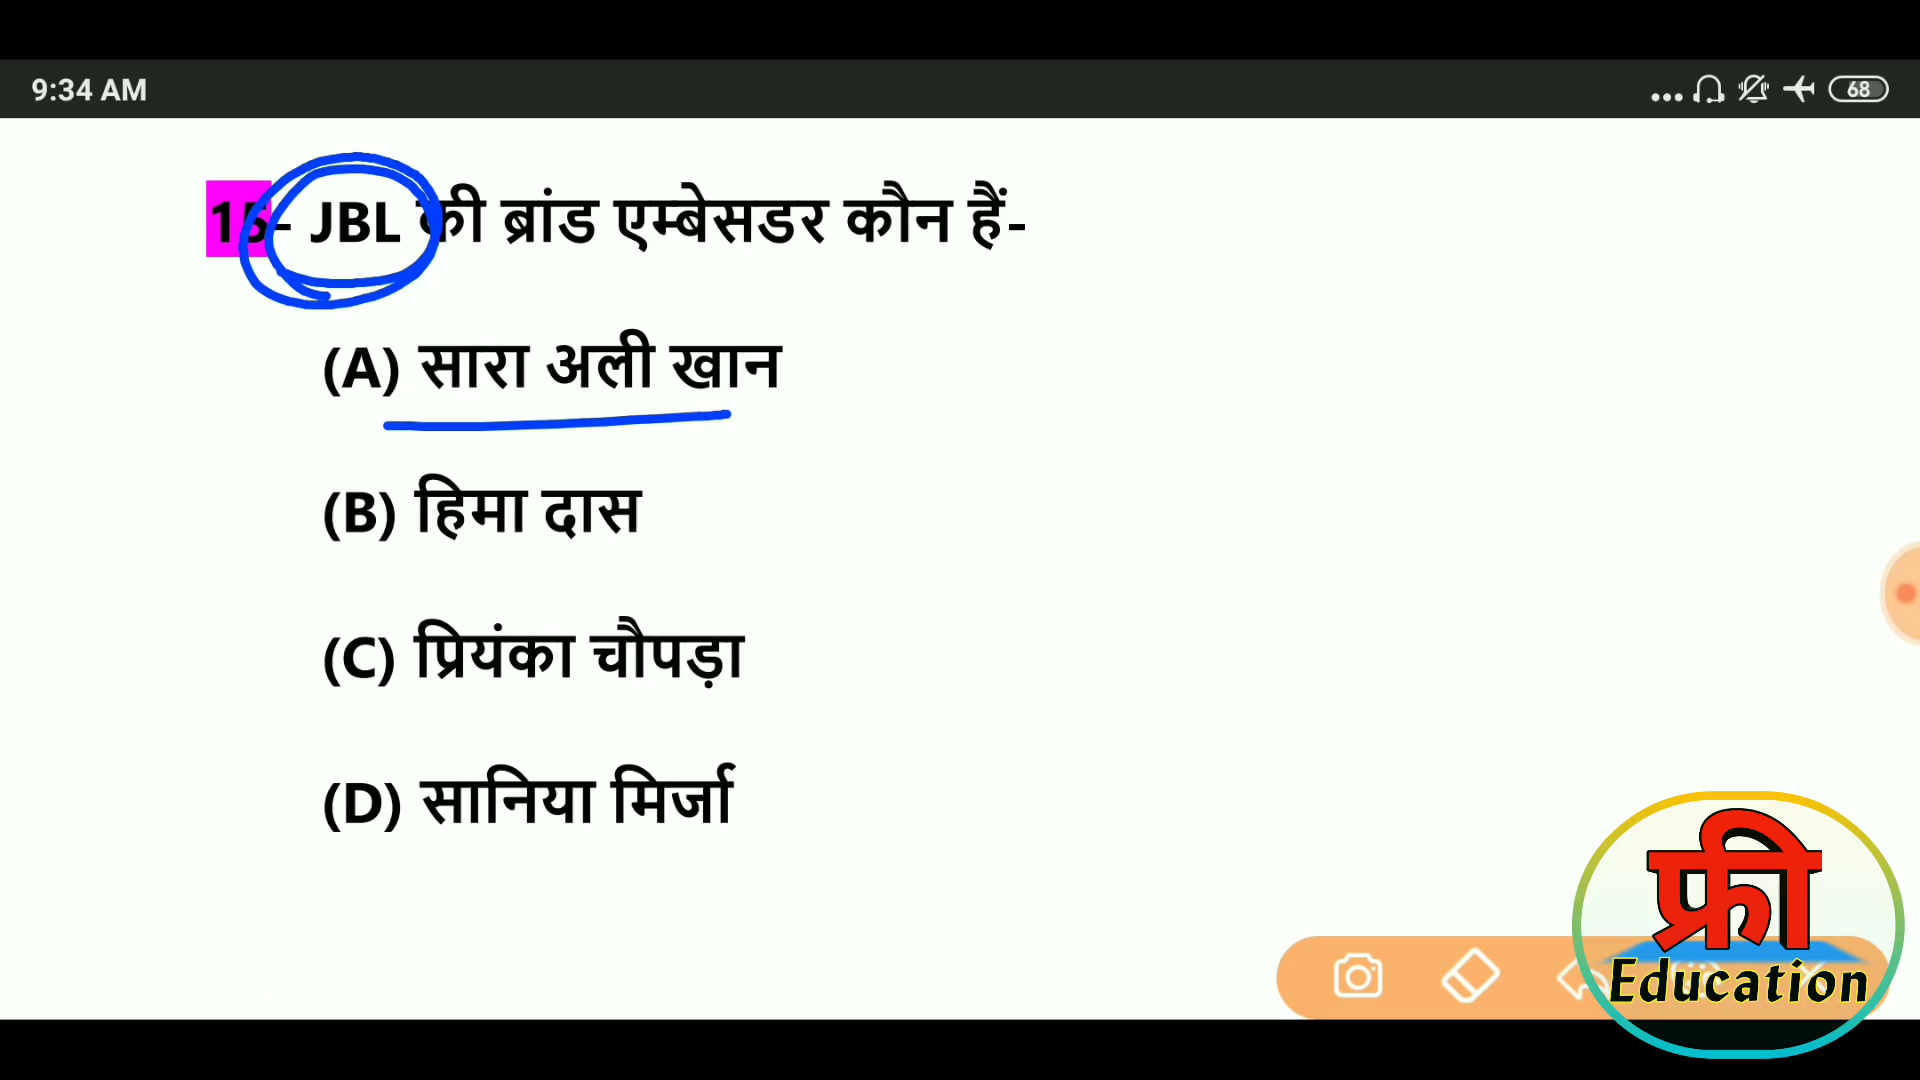 9:34 AM
68
15- JBL की ब्रांड एम्बेसडर कौन हैं-
(A) सारा अली खान
(B) हिमा दास
(C) प्रियंका चौपड़ा
(D) सानिया मिर्जा
फ्री
Education